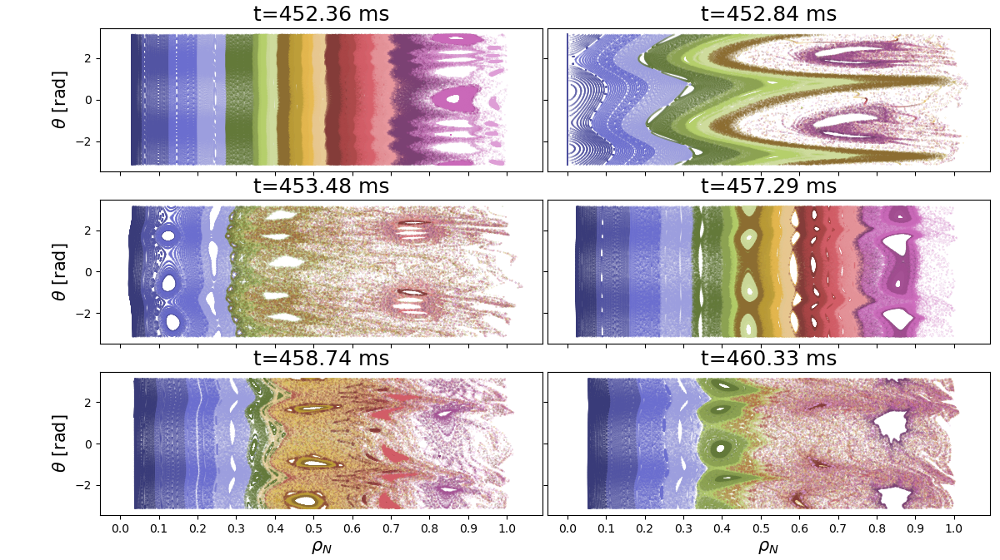 t=452.36 ms
t=452.84 ms
θ [rad]
2
0
−2
t=453.48 ms
t=457.29 ms
θ [rad]
2
0
−2
t=458.74 ms
t=460.33 ms
θ [rad]
2
0
−2
0.0 0.1 0.2 0.3 0.4 0.5 0.6 0.7 0.8 0.9 1.0
0.0 0.1 0.2 0.3 0.4 0.5 0.6 0.7 0.8 0.9 1.0
ρ_N
ρ_N